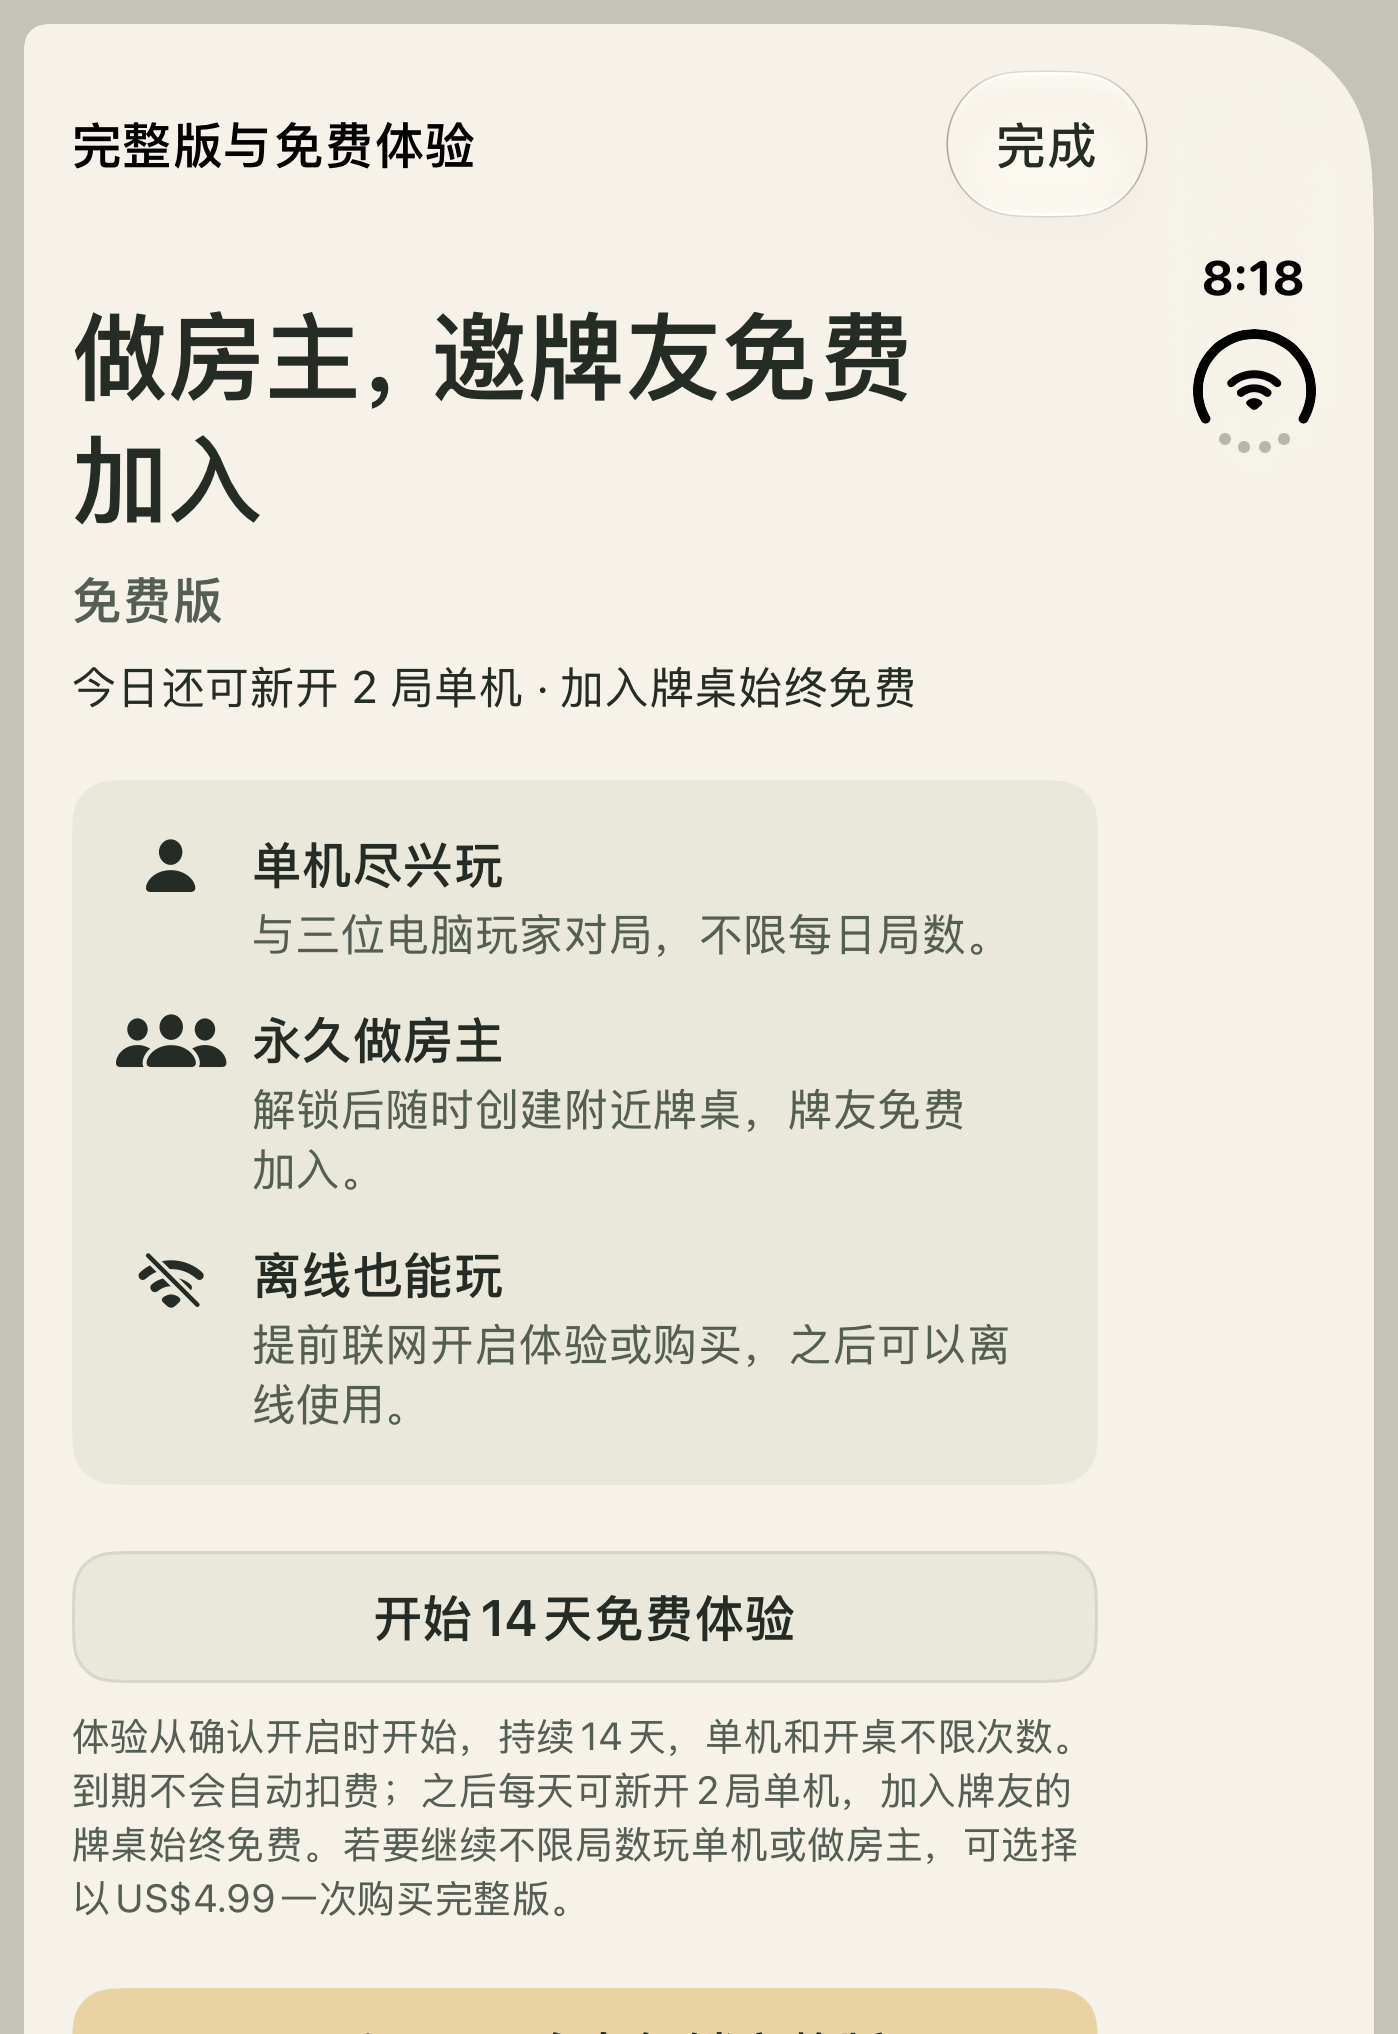 完整版与免费体验
完成
8:18
做房主，邀牌友免费
加入
免费版
今日还可新开 2 局单机 · 加入牌桌始终免费
单机尽兴玩
与三位电脑玩家对局，不限每日局数。
永久做房主
解锁后随时创建附近牌桌，牌友免费
加入。
离线也能玩
提前联网开启体验或购买，之后可以离
线使用。
开始 14 天免费体验
体验从确认开启时开始，持续 14 天，单机和开桌不限次数。
到期不会自动扣费；之后每天可新开 2 局单机，加入牌友的
牌桌始终免费。若要继续不限局数玩单机或做房主，可选择
以 US$4.99 一次购买完整版。